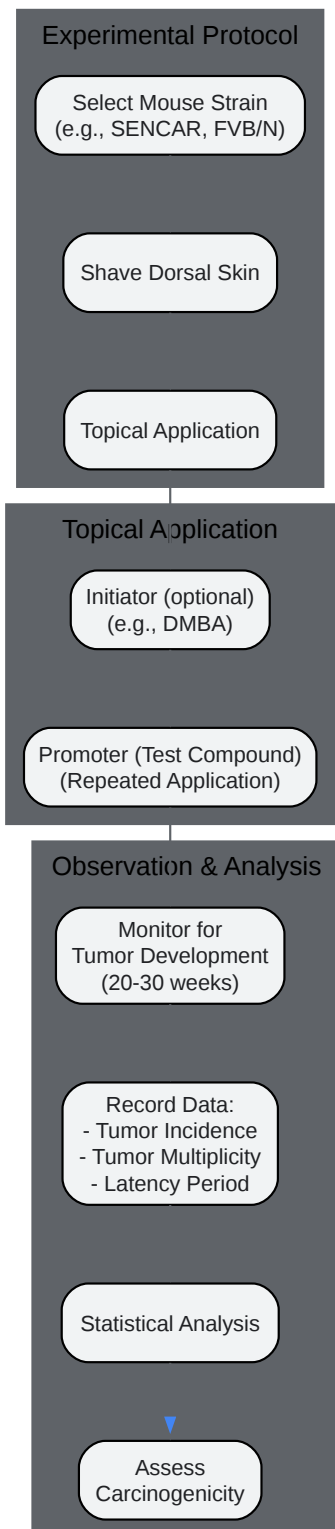 Experimental Protocol
Select Mouse Strain
(e.g., SENCAR, FVB/N)
Shave Dorsal Skin
Topical Application
Topical Application
Initiator (optional)
(e.g., DMBA)
Promoter (Test Compound)
(Repeated Application)
Observation & Analysis
Monitor for
Tumor Development
(20-30 weeks)
Record Data:
- Tumor Incidence
- Tumor Multiplicity
- Latency Period
Statistical Analysis
Assess
Carcinogenicity